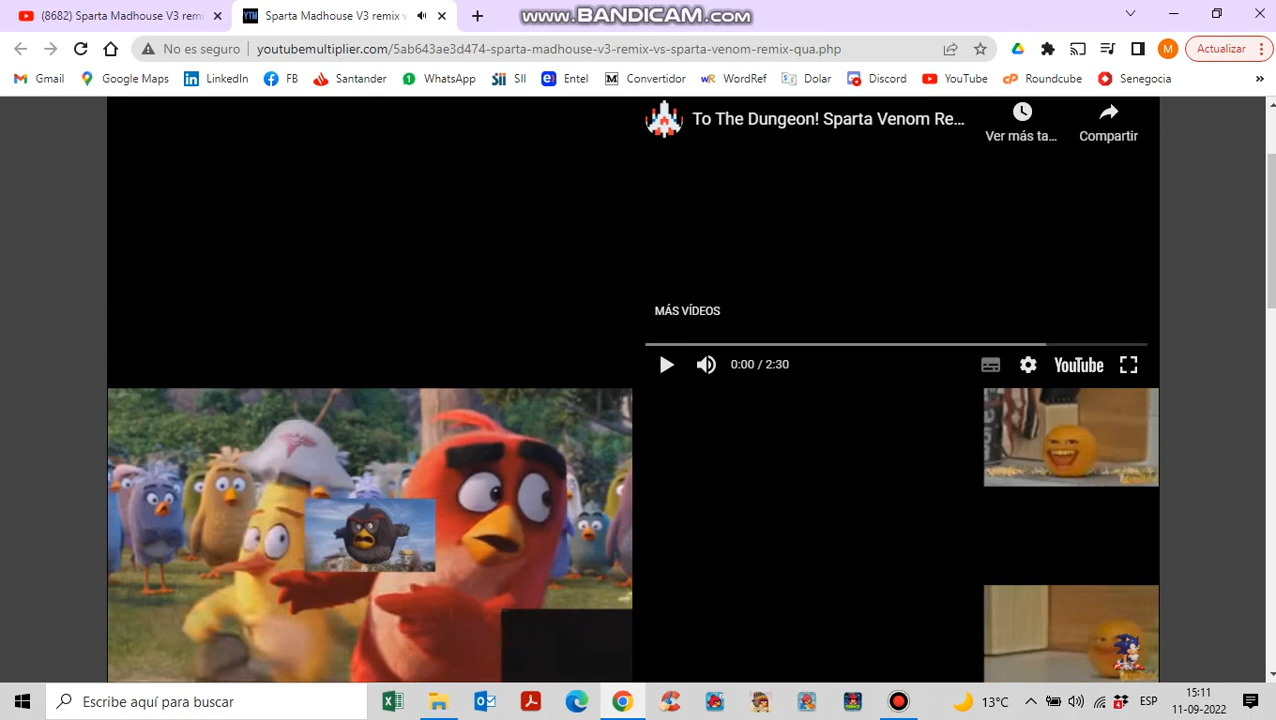 www.BANDICAM.com
(8682) Sparta Madhouse V3 remi
Sparta Madhouse V3 remix v
No es seguro
youtubemultiplier.com/5ab643ae3d474-sparta-madhouse-v3-remix-vs-sparta-venom-remix-qua.php
M
Actualizar
Gmail
Google Maps
LinkedIn
FB
Santander
WhatsApp
SII
Entel
Convertidor
WordRef
Dolar
Discord
YouTube
Roundcube
Senegocia
»
To The Dungeon! Sparta Venom Re...
Ver más ta...
Compartir
MÁS VÍDEOS
0:00 / 2:30
YouTube
Escribe aquí para buscar
13°C
ESP
15:11
11-09-2022